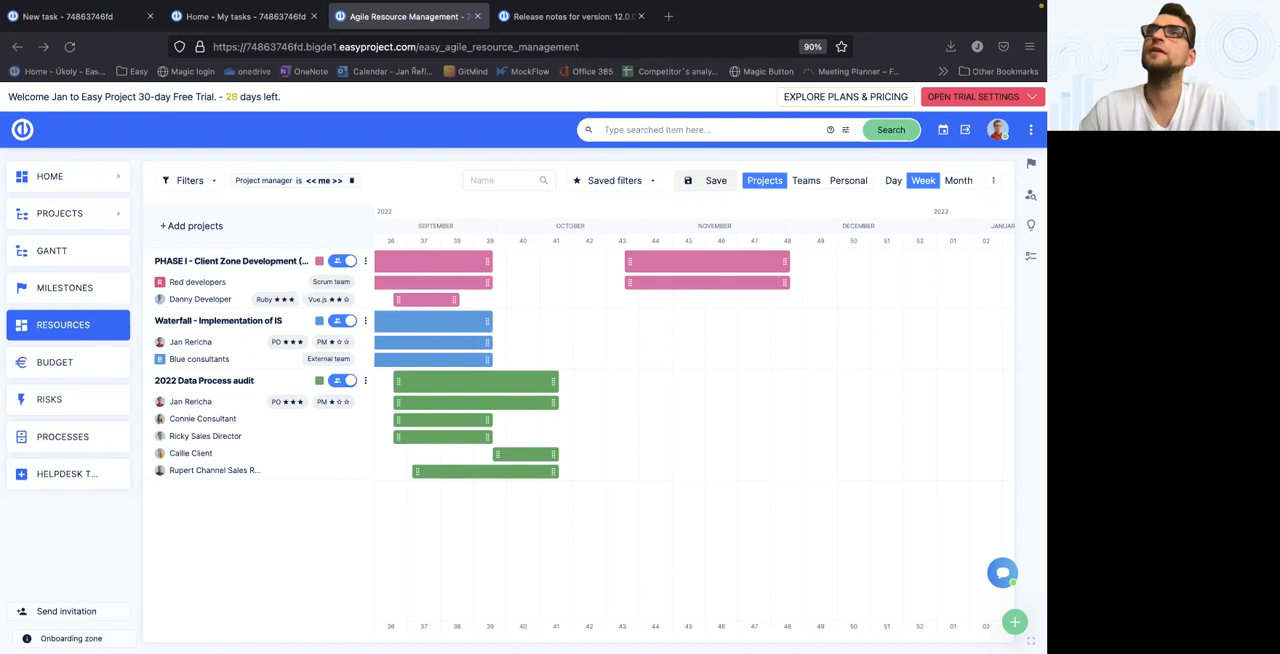 New task - 74863746fd
Home - My tasks - 74863746fd
Agile Resource Management - 7
Release notes for version: 12.0.0
https://74863746fd.bigde1.easyproject.com/easy_agile_resource_management
90%
Home - Úkoly - Eas...
Easy
Magic login
onedrive
OneNote
Calendar - Jan Řeři...
GitMind
MockFlow
Office 365
Competitor´s analy...
Magic Button
Meeting Planner – F...
Other Bookmarks
Welcome Jan to Easy Project 30-day Free Trial. - 28 days left.
EXPLORE PLANS & PRICING
OPEN TRIAL SETTINGS
Type searched item here...
Search
HOME
PROJECTS
GANTT
MILESTONES
RESOURCES
BUDGET
RISKS
PROCESSES
HELPDESK T...
Send invitation
Onboarding zone
Filters
Project manager is << me >>
Name
Saved filters
Save
Projects Teams Personal
Day Week Month
+ Add projects
2022 2023
SEPTEMBER OCTOBER NOVEMBER DECEMBER JANUAR
36 37 38 39 40 41 42 43 44 45 46 47 48 49 50 51 52 01 02
PHASE I - Client Zone Development (...
Red developers Scrum team
Danny Developer Ruby ★★★ Vue.js ★★☆
Waterfall - Implementation of IS
Jan Rericha PO ★★★ PM ★☆☆
Blue consultants External team
2022 Data Process audit
Jan Rericha PO ★★★ PM ★☆☆
Connie Consultant
Ricky Sales Director
Callie Client
Rupert Channel Sales R...
36 37 38 39 40 41 42 43 44 45 46 47 48 49 50 51 52 01 02